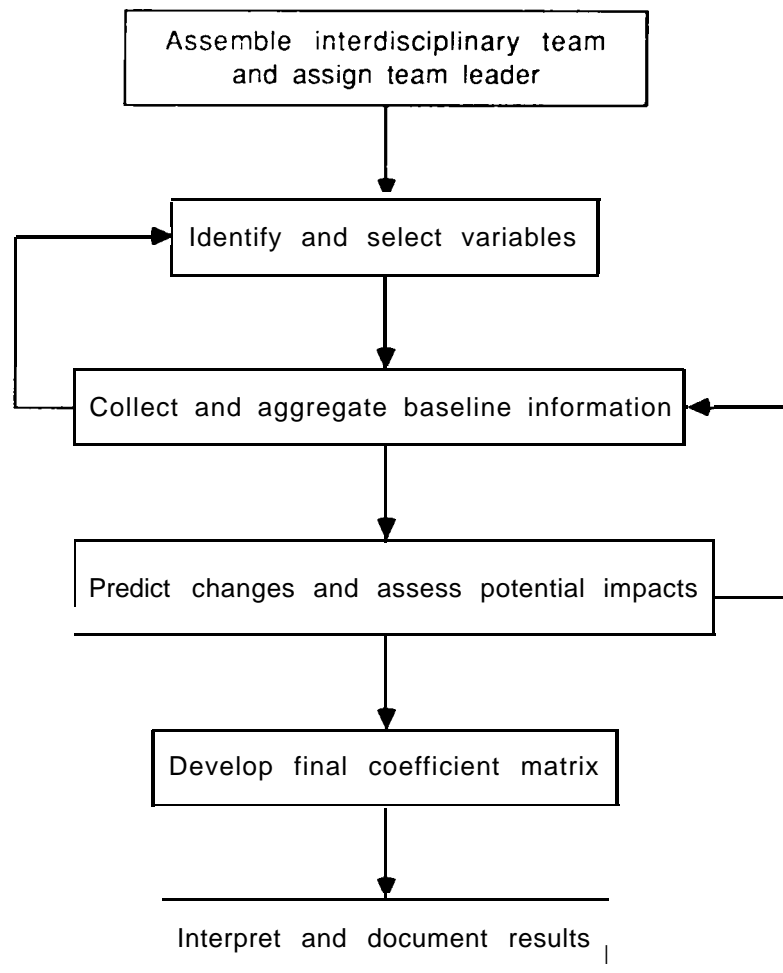 Assemble interdisciplinary team
and assign team leader
Identify and select variables
Collect and aggregate baseline information
Predict changes and assess potential impacts
Develop final coefficient matrix
Interpret and document results